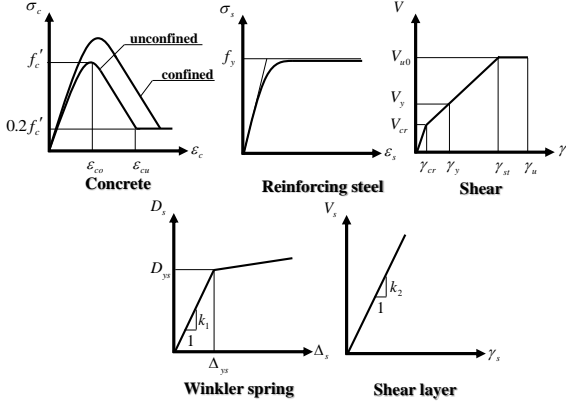 σc
fc′
0.2fc′
unconfined
confined
εco
εcu
εc
Concrete
σs
fy
εs
Reinforcing steel
V
Vu0
Vy
Vcr
γcr
γy
γst
γu
γ
Shear
Ds
Dys
k1
1
Δys
Δs
Winkler spring
Vs
k2
1
γs
Shear layer